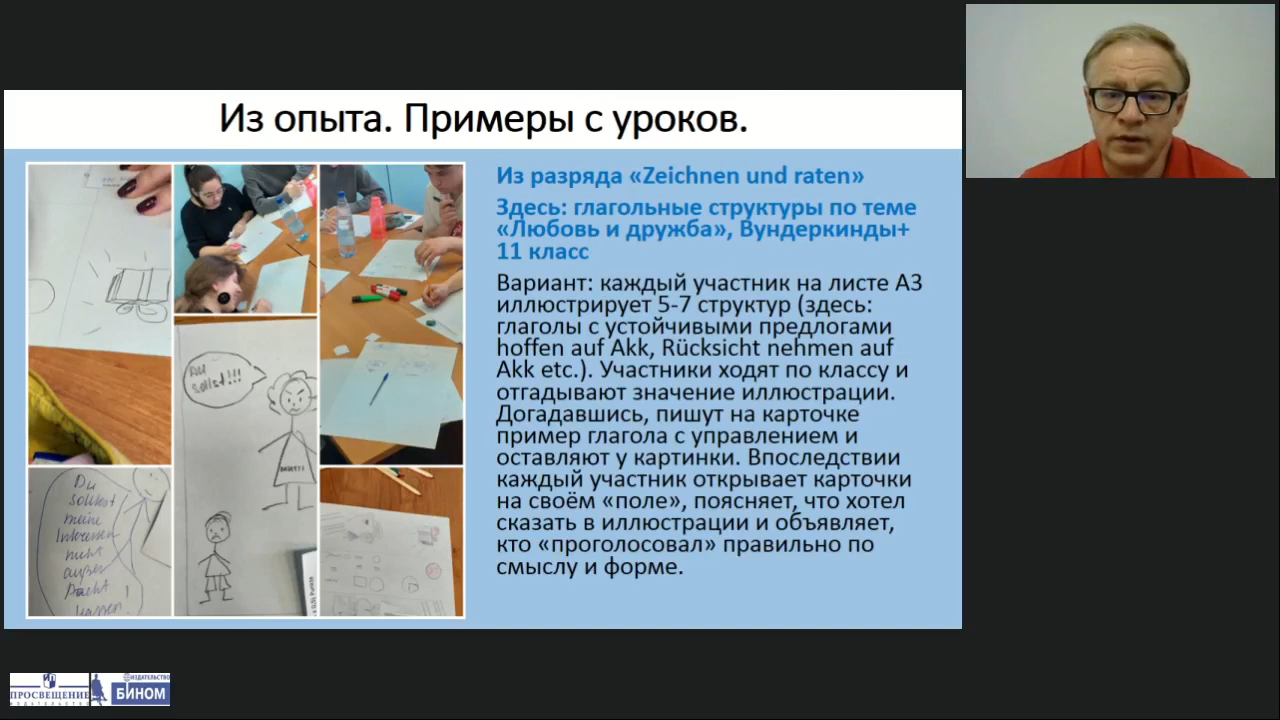 Из опыта. Примеры с уроков.
Из разряда «Zeichnen und raten»
Здесь: глагольные структуры по теме
«Любовь и дружба», Вундеркинды+
11 класс
Вариант: каждый участник на листе А3
иллюстрирует 5-7 структур (здесь:
глаголы с устойчивыми предлогами
hoffen auf Akk, Rücksicht nehmen auf
Akk etc.). Участники ходят по классу и
отгадывают значение иллюстрации.
Догадавшись, пишут на карточке
пример глагола с управлением и
оставляют у картинки. Впоследствии
каждый участник открывает карточки
на своём «поле», поясняет, что хотел
сказать в иллюстрации и объявляет,
кто «проголосовал» правильно по
смыслу и форме.
Du
sollst!!!
Du
sollst
meine
Interessen
nicht
außer
Acht
lassen!
ПРОСВЕЩЕНИЕ
ИЗДАТЕЛЬСТВО
ИЗДАТЕЛЬСТВО
БИНОМ